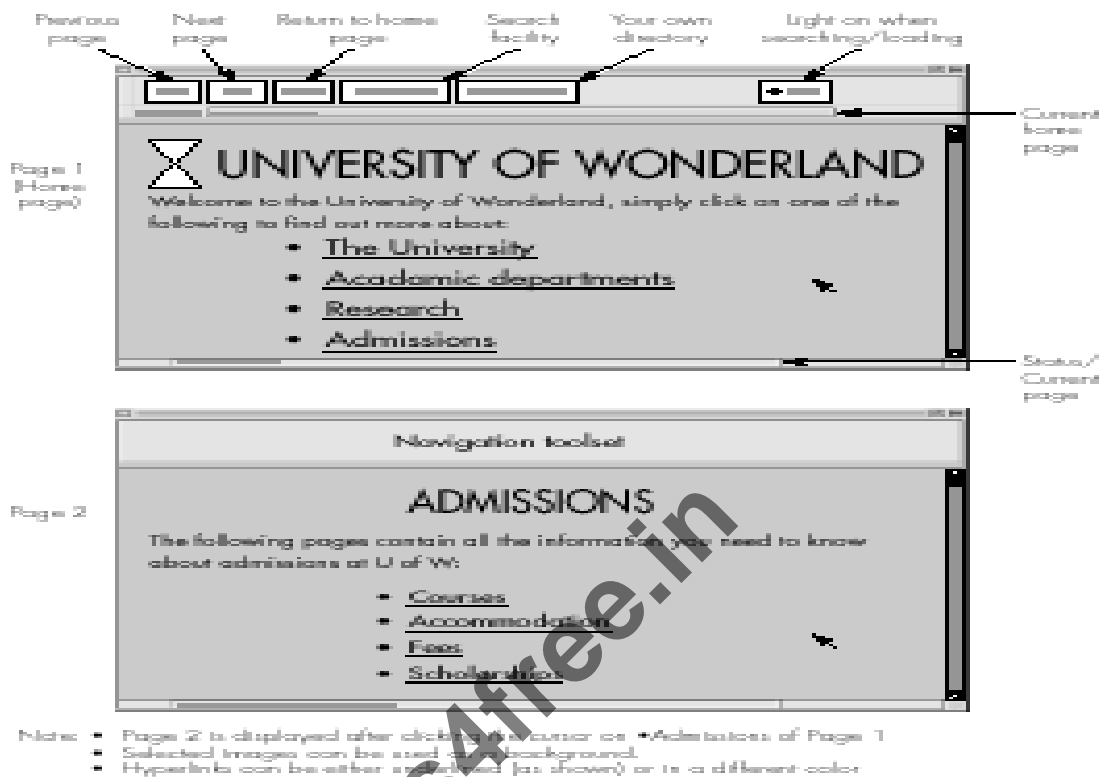 Previous page
Next page
Return to home page
Search facility
Your own directory
Light on when searching/loading
Current home page
Page 1 (Home page)
UNIVERSITY OF WONDERLAND
Welcome to the University of Wonderland, simply click on one of the
following to find out more about:
• The University
• Acadamic departments
• Research
• Admissions
Status/ Current page
Navigation toolset
Page 2
ADMISSIONS
The following pages contain all the information you need to know
about admissions at U of W:
• Courses
• Accommodation
• Fees
• Scholarships
Note: • Page 2 is displayed after clicking the cursor on •Admissions of Page 1
• Selected images can be used as a background.
• Hyperlinks can be either underlined (as shown) or in a different color
s4free.in